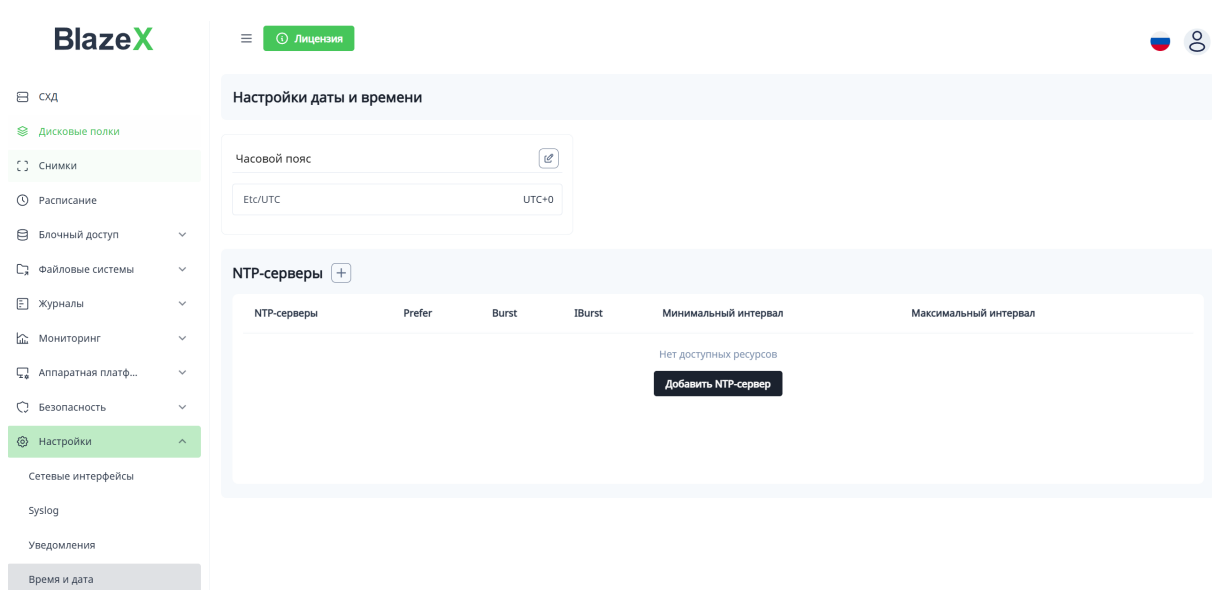 BlazeX
Лицензия
СХД
Дисковые полки
Снимки
Расписание
Блочный доступ
Файловые системы
Журналы
Мониторинг
Аппаратная платф...
Безопасность
Настройки
Сетевые интерфейсы
Syslog
Уведомления
Время и дата
Настройки даты и времени
Часовой пояс
Etc/UTC UTC+0
NTP-серверы
NTP-серверы Prefer Burst IBurst Минимальный интервал Максимальный интервал
Нет доступных ресурсов
Добавить NTP-сервер